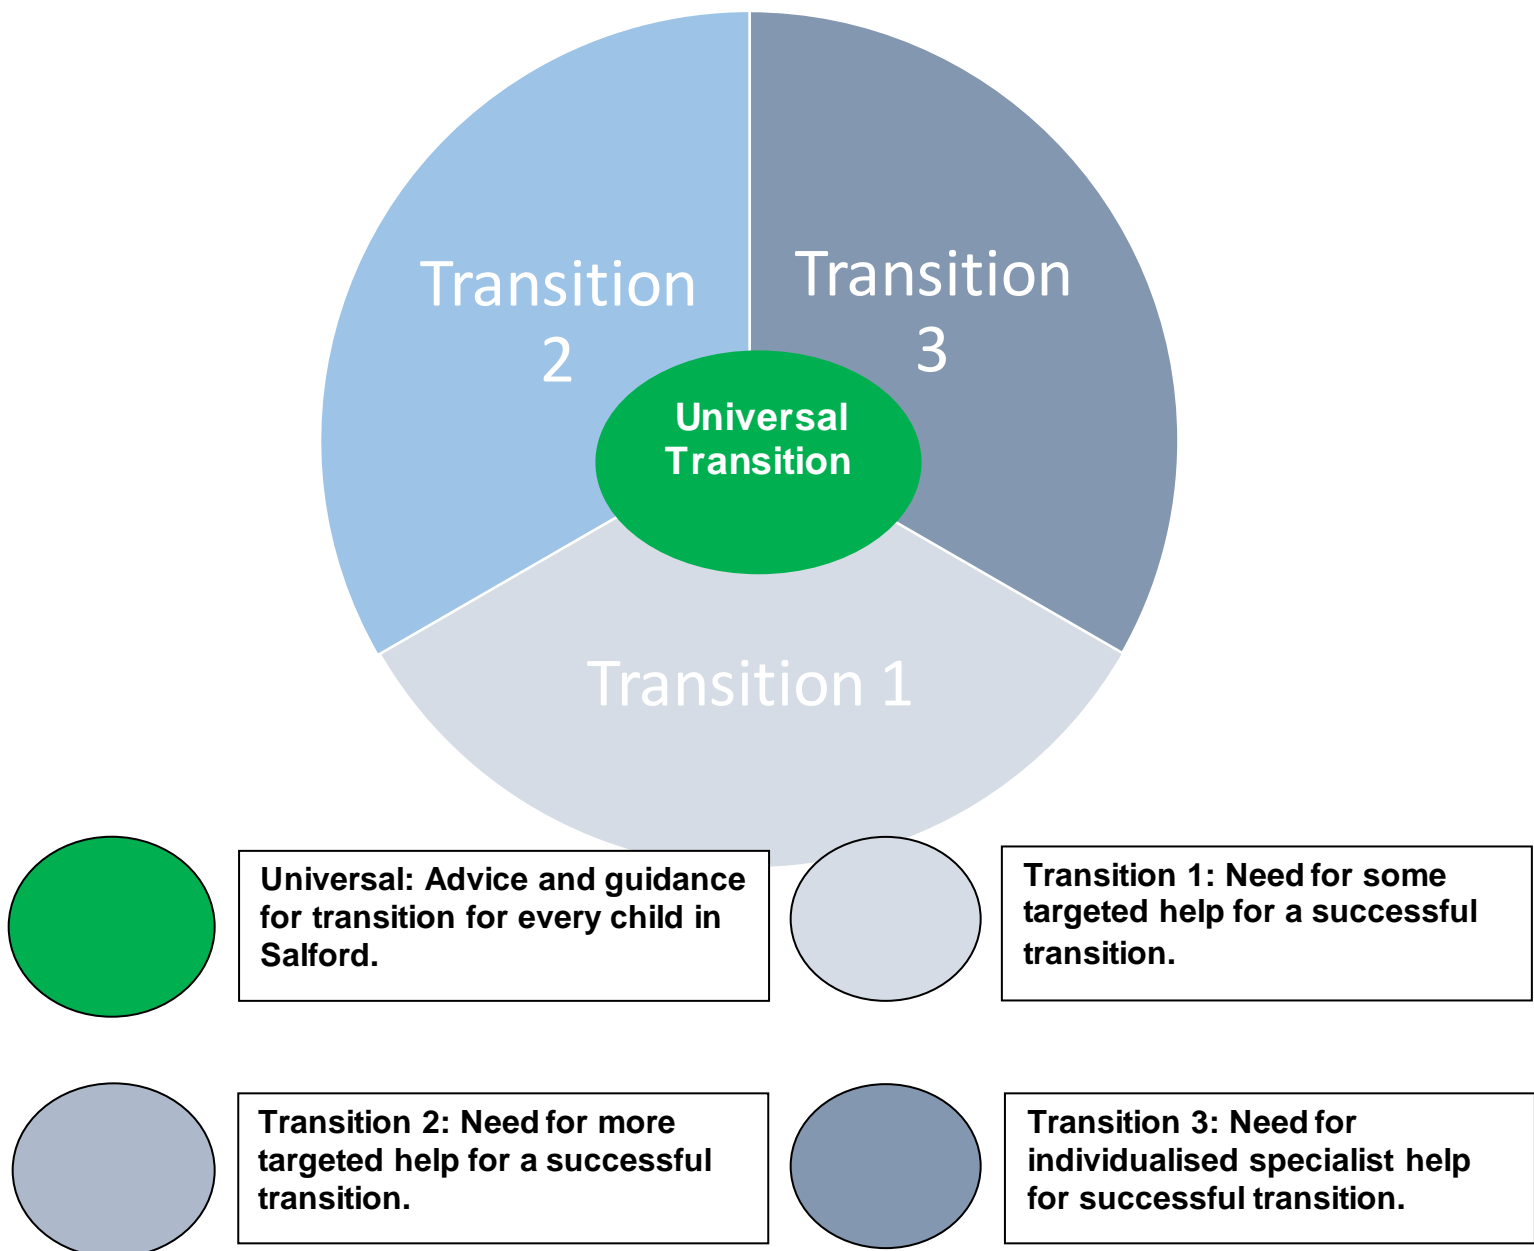 Transition
2
Transition
3
Universal
Transition
Transition 1
Universal: Advice and guidance
for transition for every child in
Salford.
Transition 1: Need for some
targeted help for a successful
transition.
Transition 2: Need for more
targeted help for a successful
transition.
Transition 3: Need for
individualised specialist help
for successful transition.